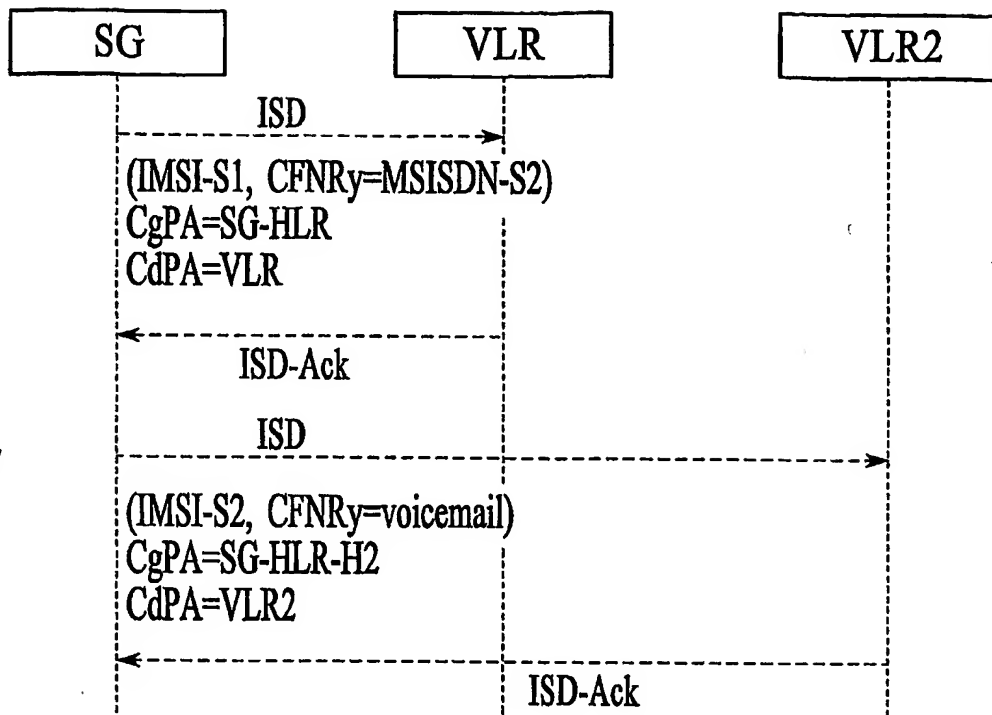 SG
VLR
VLR2
ISD
(IMSI-S1, CFNRy=MSISDN-S2)
CgPA=SG-HLR
CdPA=VLR
ISD-Ack
ISD
(IMSI-S2, CFNRy=voicemail)
CgPA=SG-HLR-H2
CdPA=VLR2
ISD-Ack